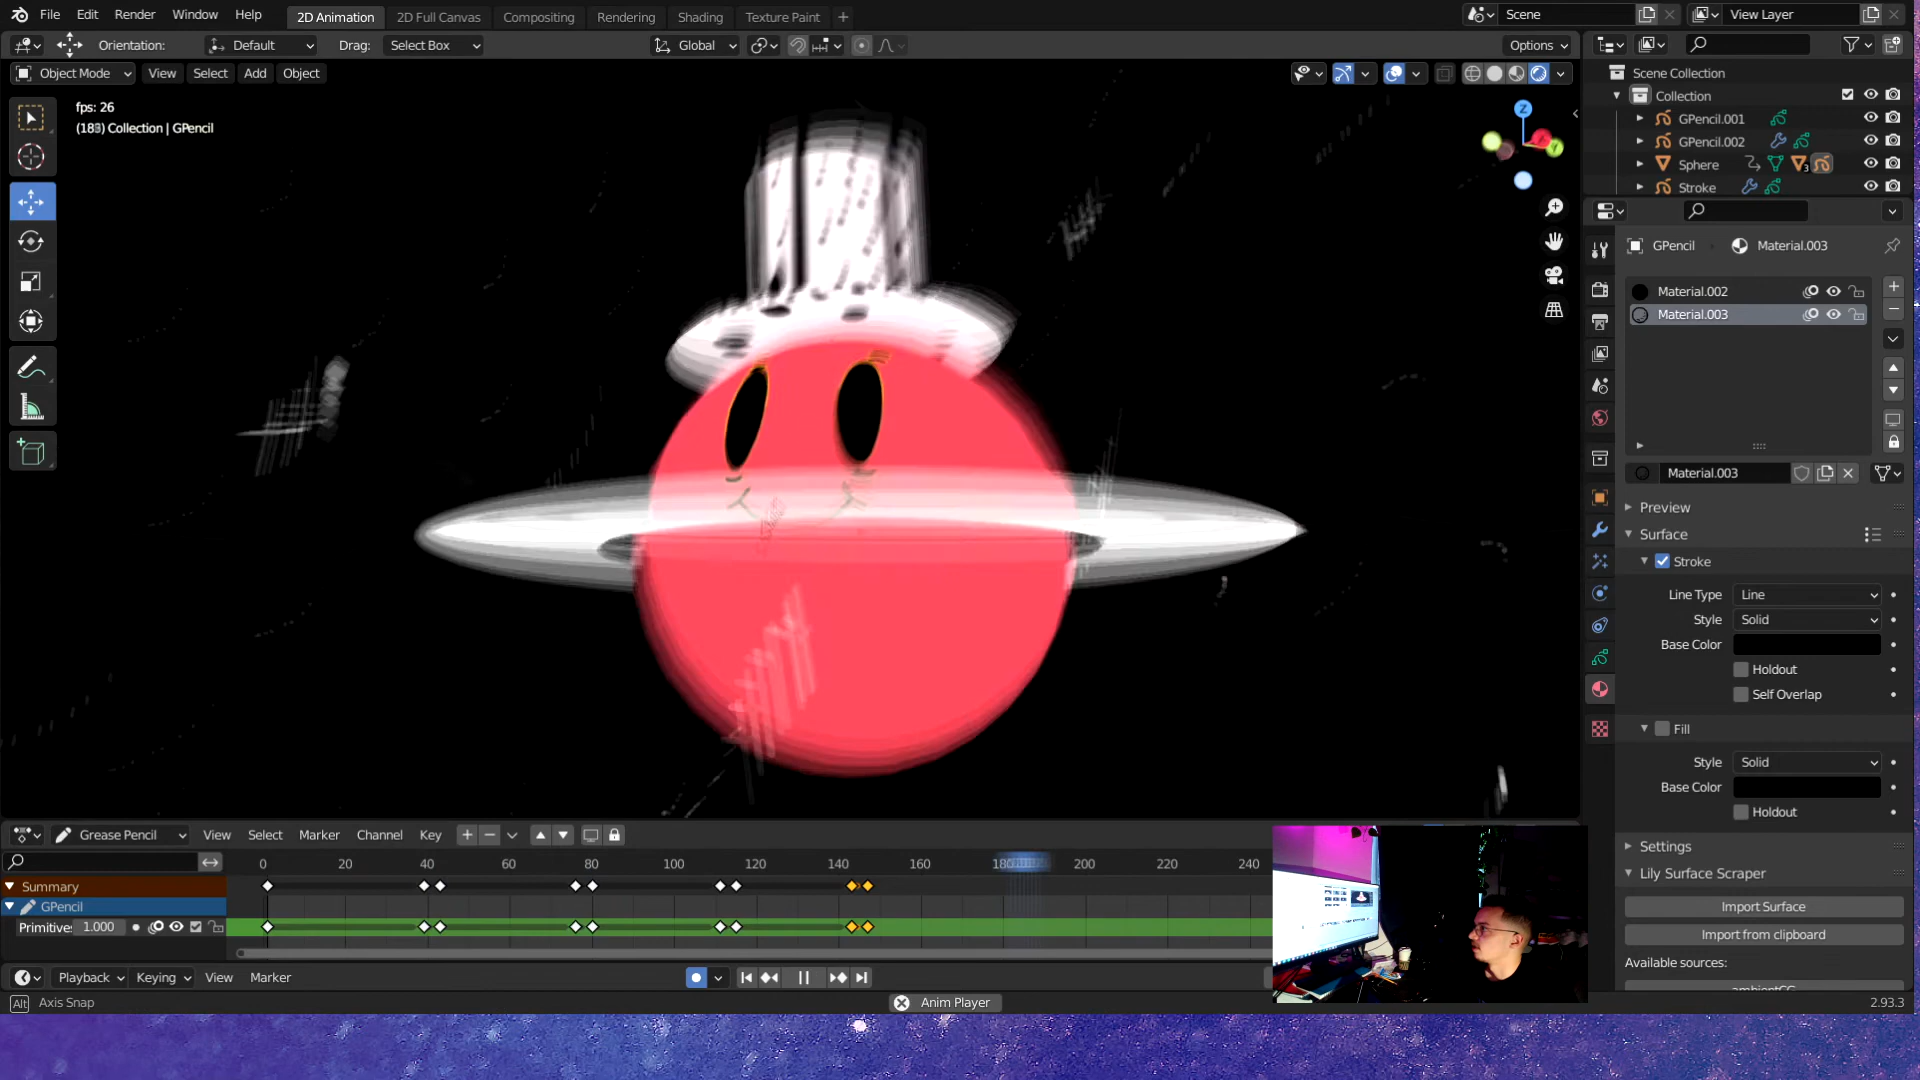 File Edit Render Window Help 2D Animation 2D Full Canvas Compositing Rendering Shading Texture Paint + Scene View Layer
Orientation: Default Drag: Select Box Global Options
Object Mode View Select Add Object
Scene Collection
Collection
GPencil.001
GPencil.002
Sphere
Stroke
fps: 26
Collection | GPencil
Z
GPencil Material.003
Material.002
Material.003
Material.003
Preview
Surface
Stroke
Line Type Line
Style Solid
Base Color
Holdout
Self Overlap
Fill
Style Solid
Base Color
Holdout
Settings
Lily Surface Scraper
Import Surface
Import from clipboard
Available sources:
Grease Pencil View Select Marker Channel Key
0 20 40 60 80 100 120 140 160 180 200 220 240
Summary
GPencil
Primitives 1.000
Playback Keying View Marker
Alt Axis Snap Anim Player 2.93.3